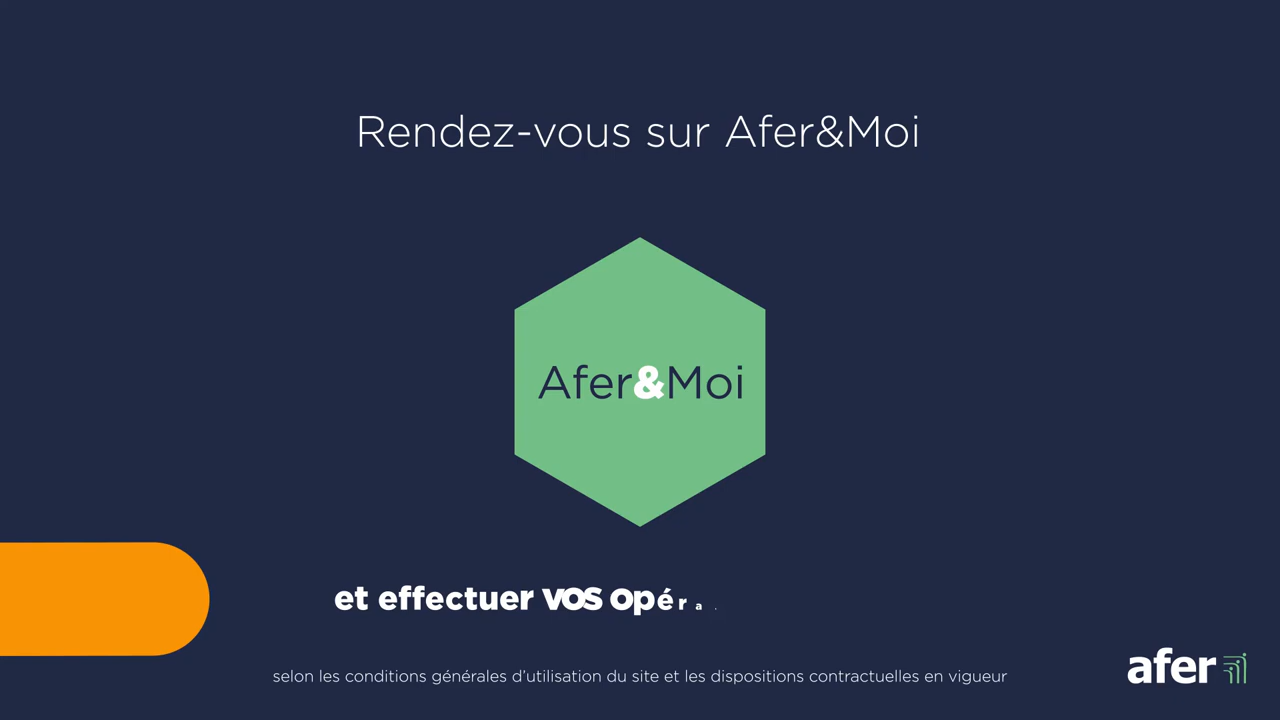 Rendez-vous sur Afer&Moi
Afer&Moi
et effectuer vos opéra
selon les conditions générales d'utilisation du site et les dispositions contractuelles en vigueur
afer